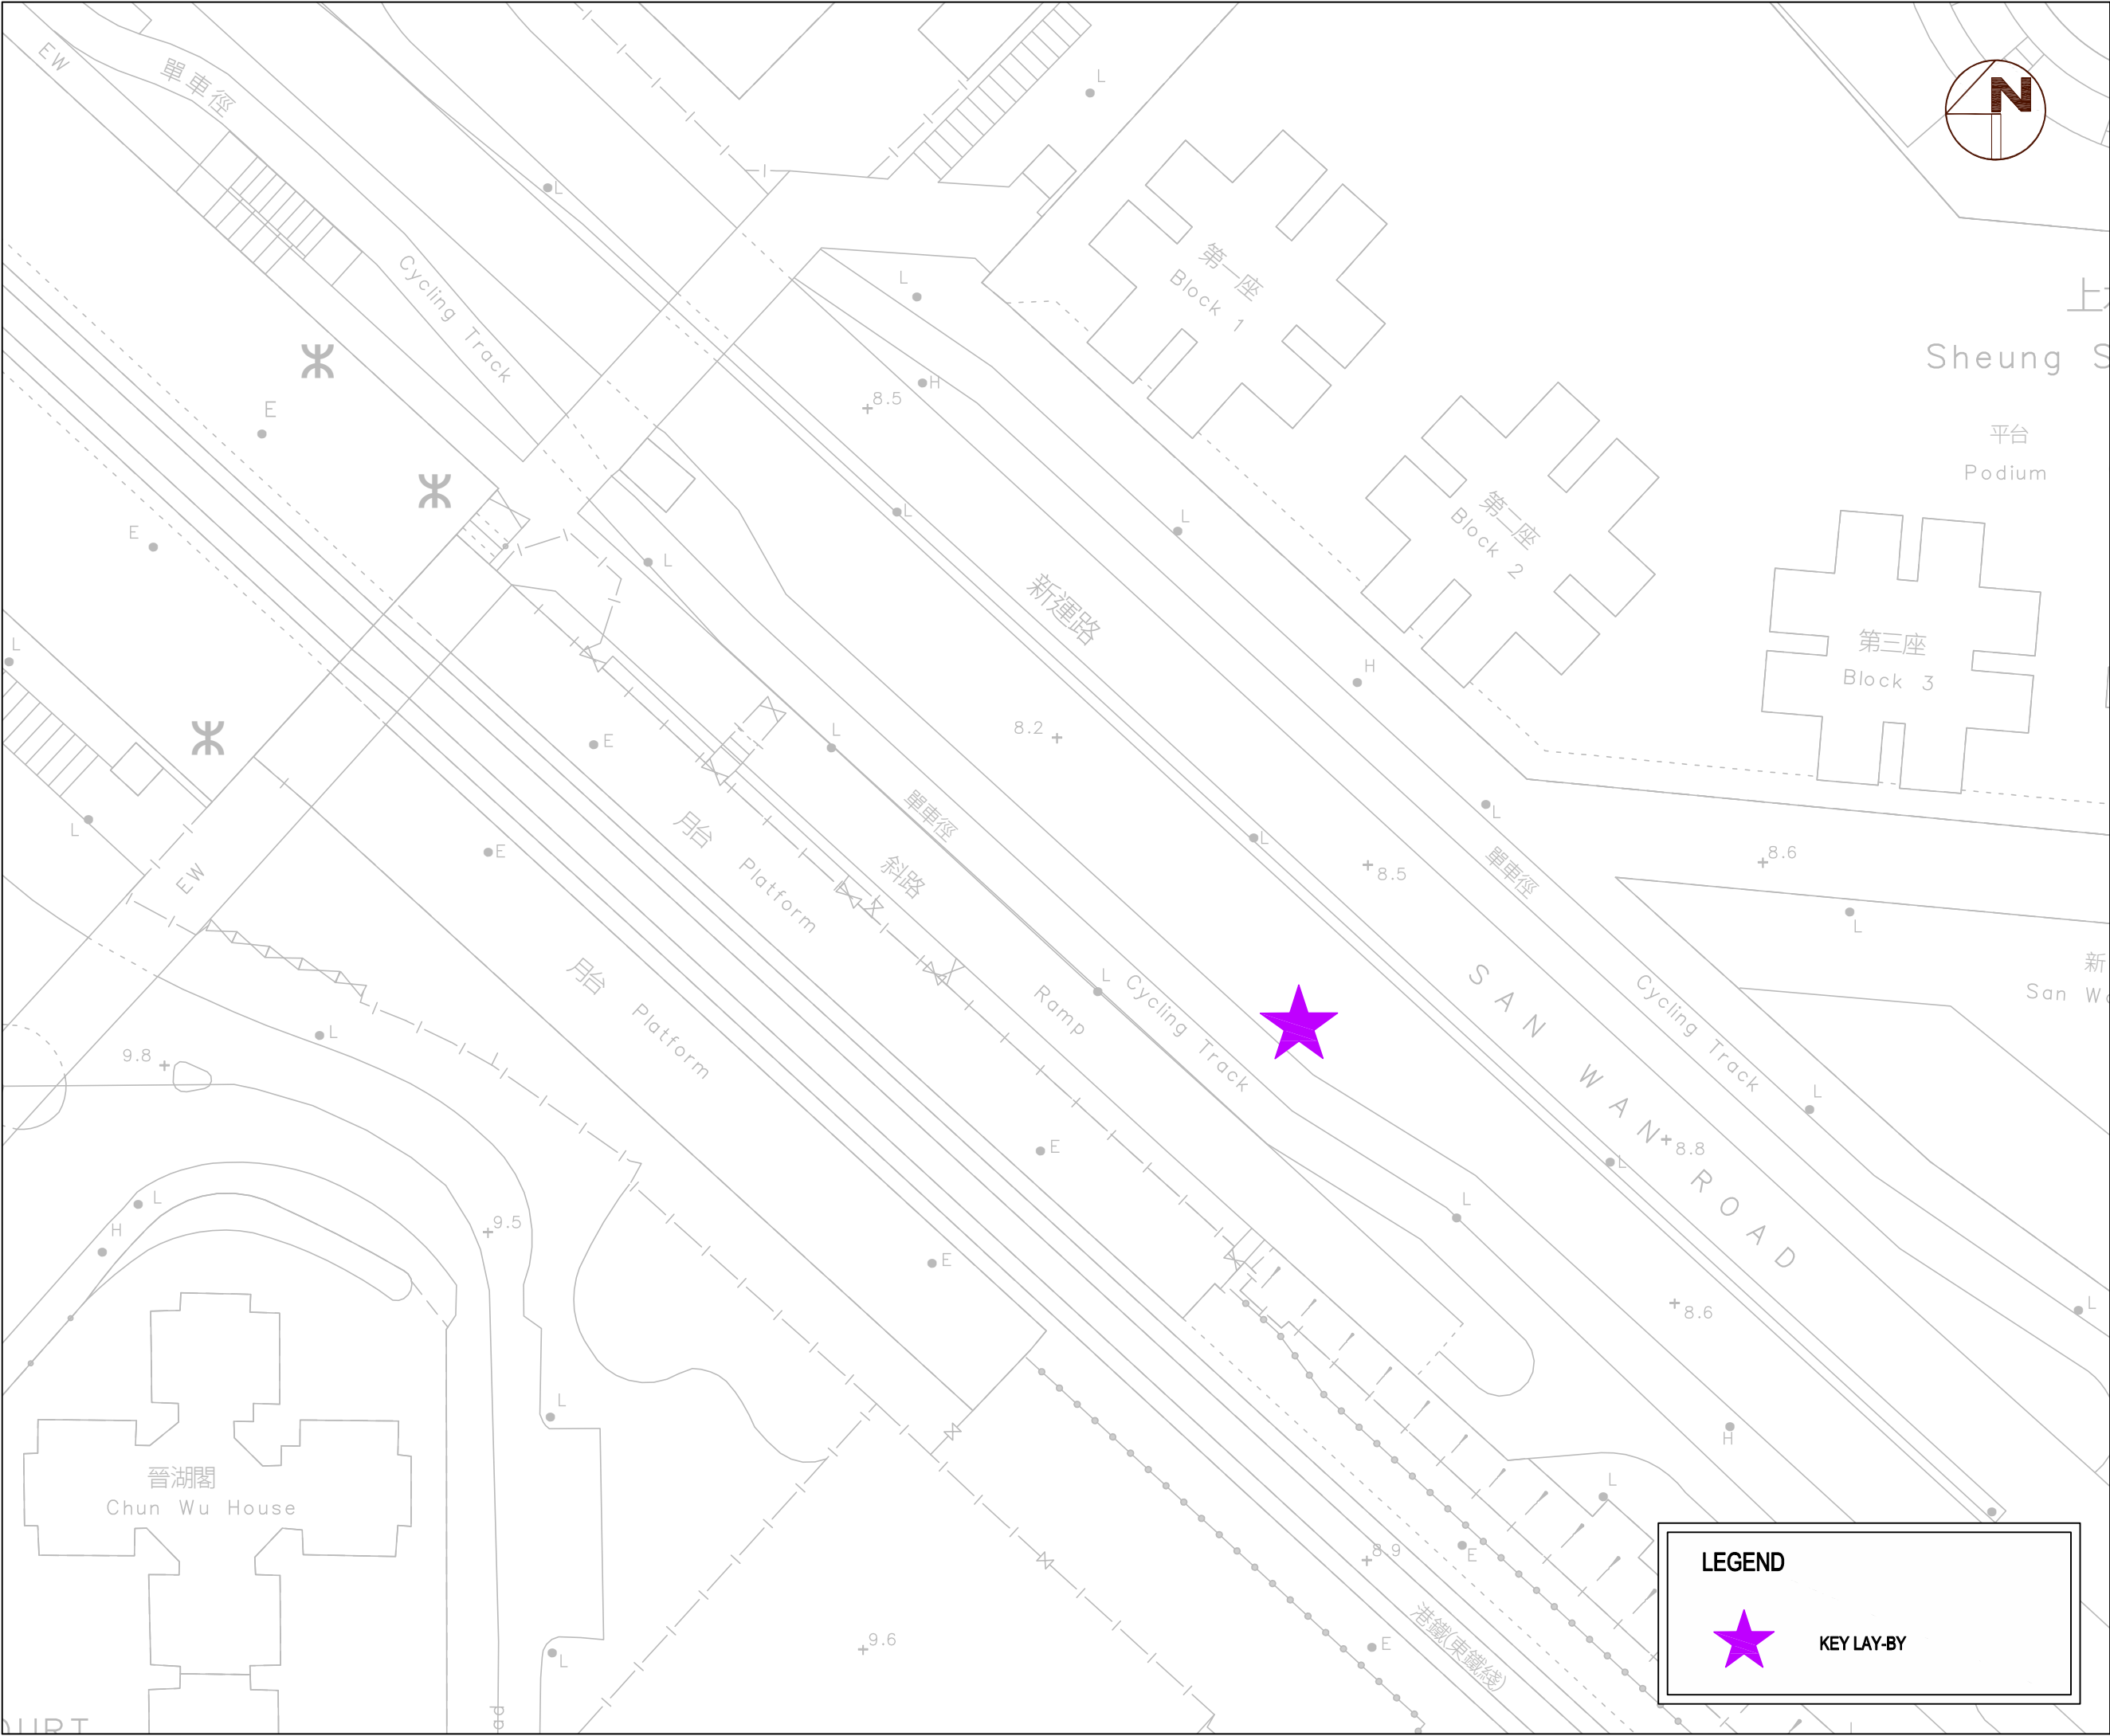 EW
單車徑
L
N
L
第一座
Block 1
Cycling Track
L
上
Sheung S
H
8.5
E
平台
Podium
L
第二座
Block 2
L
E
L
新運路
第三座
Block 3
L
H
8.2
E
L
L
單車徑
L
月台
Platform
E
L
8.5
8.6
單車徑
EW
斜路
L
月台
Platform
新
San W
SAN WAN ROAD
L
Cycling Track
Cycling Track
Ramp
L
9.8
L
8.8
E
L
L
H
9.5
L
E
8.6
L
L
H
晉湖閣
Chun Wu House
L
8.9
E
LEGEND
KEY LAY-BY
港鐵(東鐵綫)
E
9.6
L
OURT
L